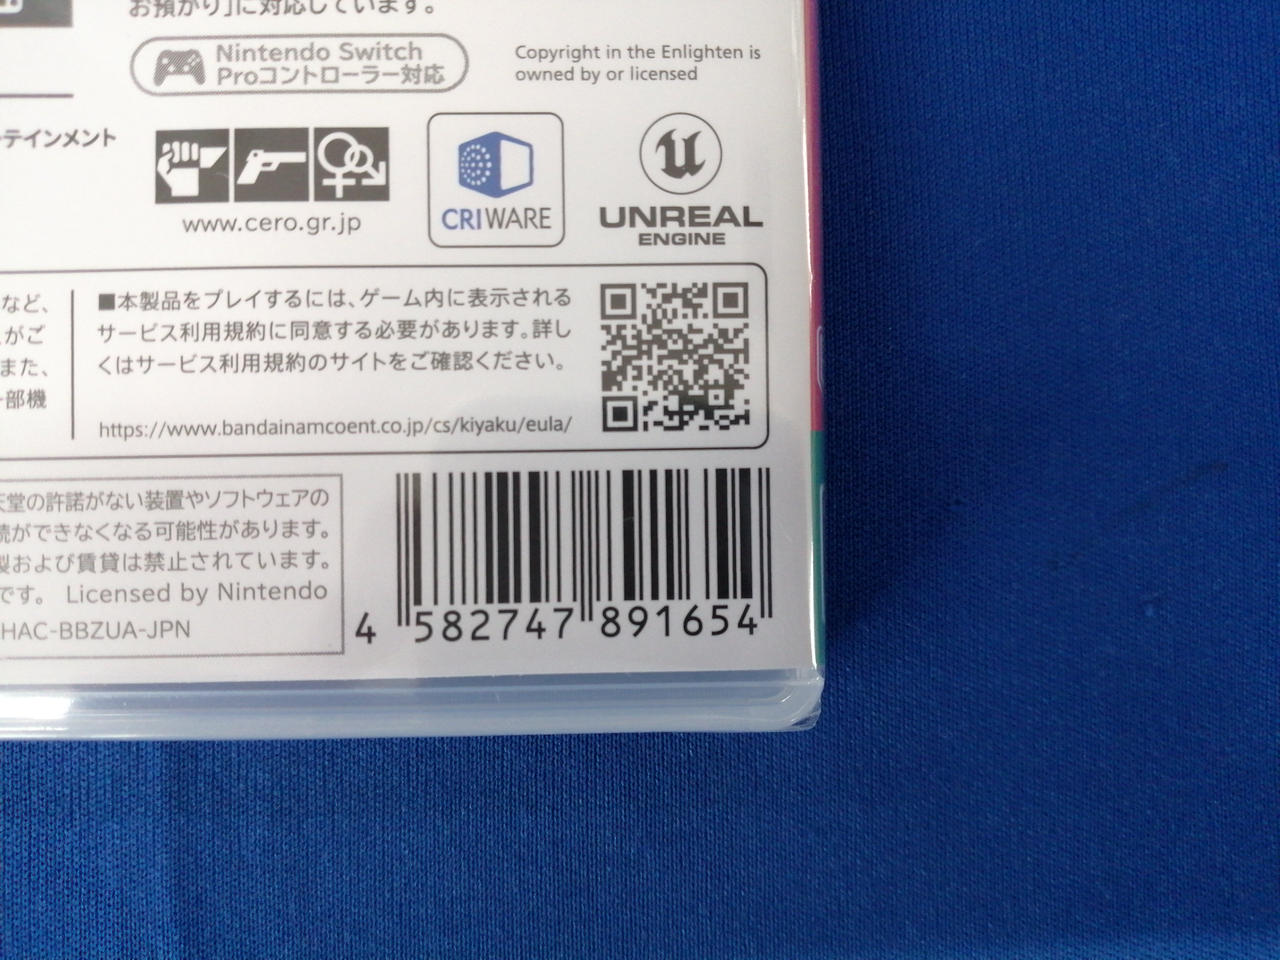 お預かり」に対応しています。
Nintendo Switch
Proコントローラー対応
Copyright in the Enlighten is
owned by or licensed
テインメント
www.cero.gr.jp
CRIWARE
UNREAL
ENGINE
など、
がご
また、
部機
■本製品をプレイするには、ゲーム内に表示される
サービス利用規約に同意する必要があります。詳し
くはサービス利用規約のサイトをご確認ください。
https://www.bandainamcoent.co.jp/cs/kiyaku/eula/
天堂の許諾がない装置やソフトウェアの
続ができなくなる可能性があります。
製および賃貸は禁止されています。
です。 Licensed by Nintendo
HAC-BBZUA-JPN
4 582747 891654